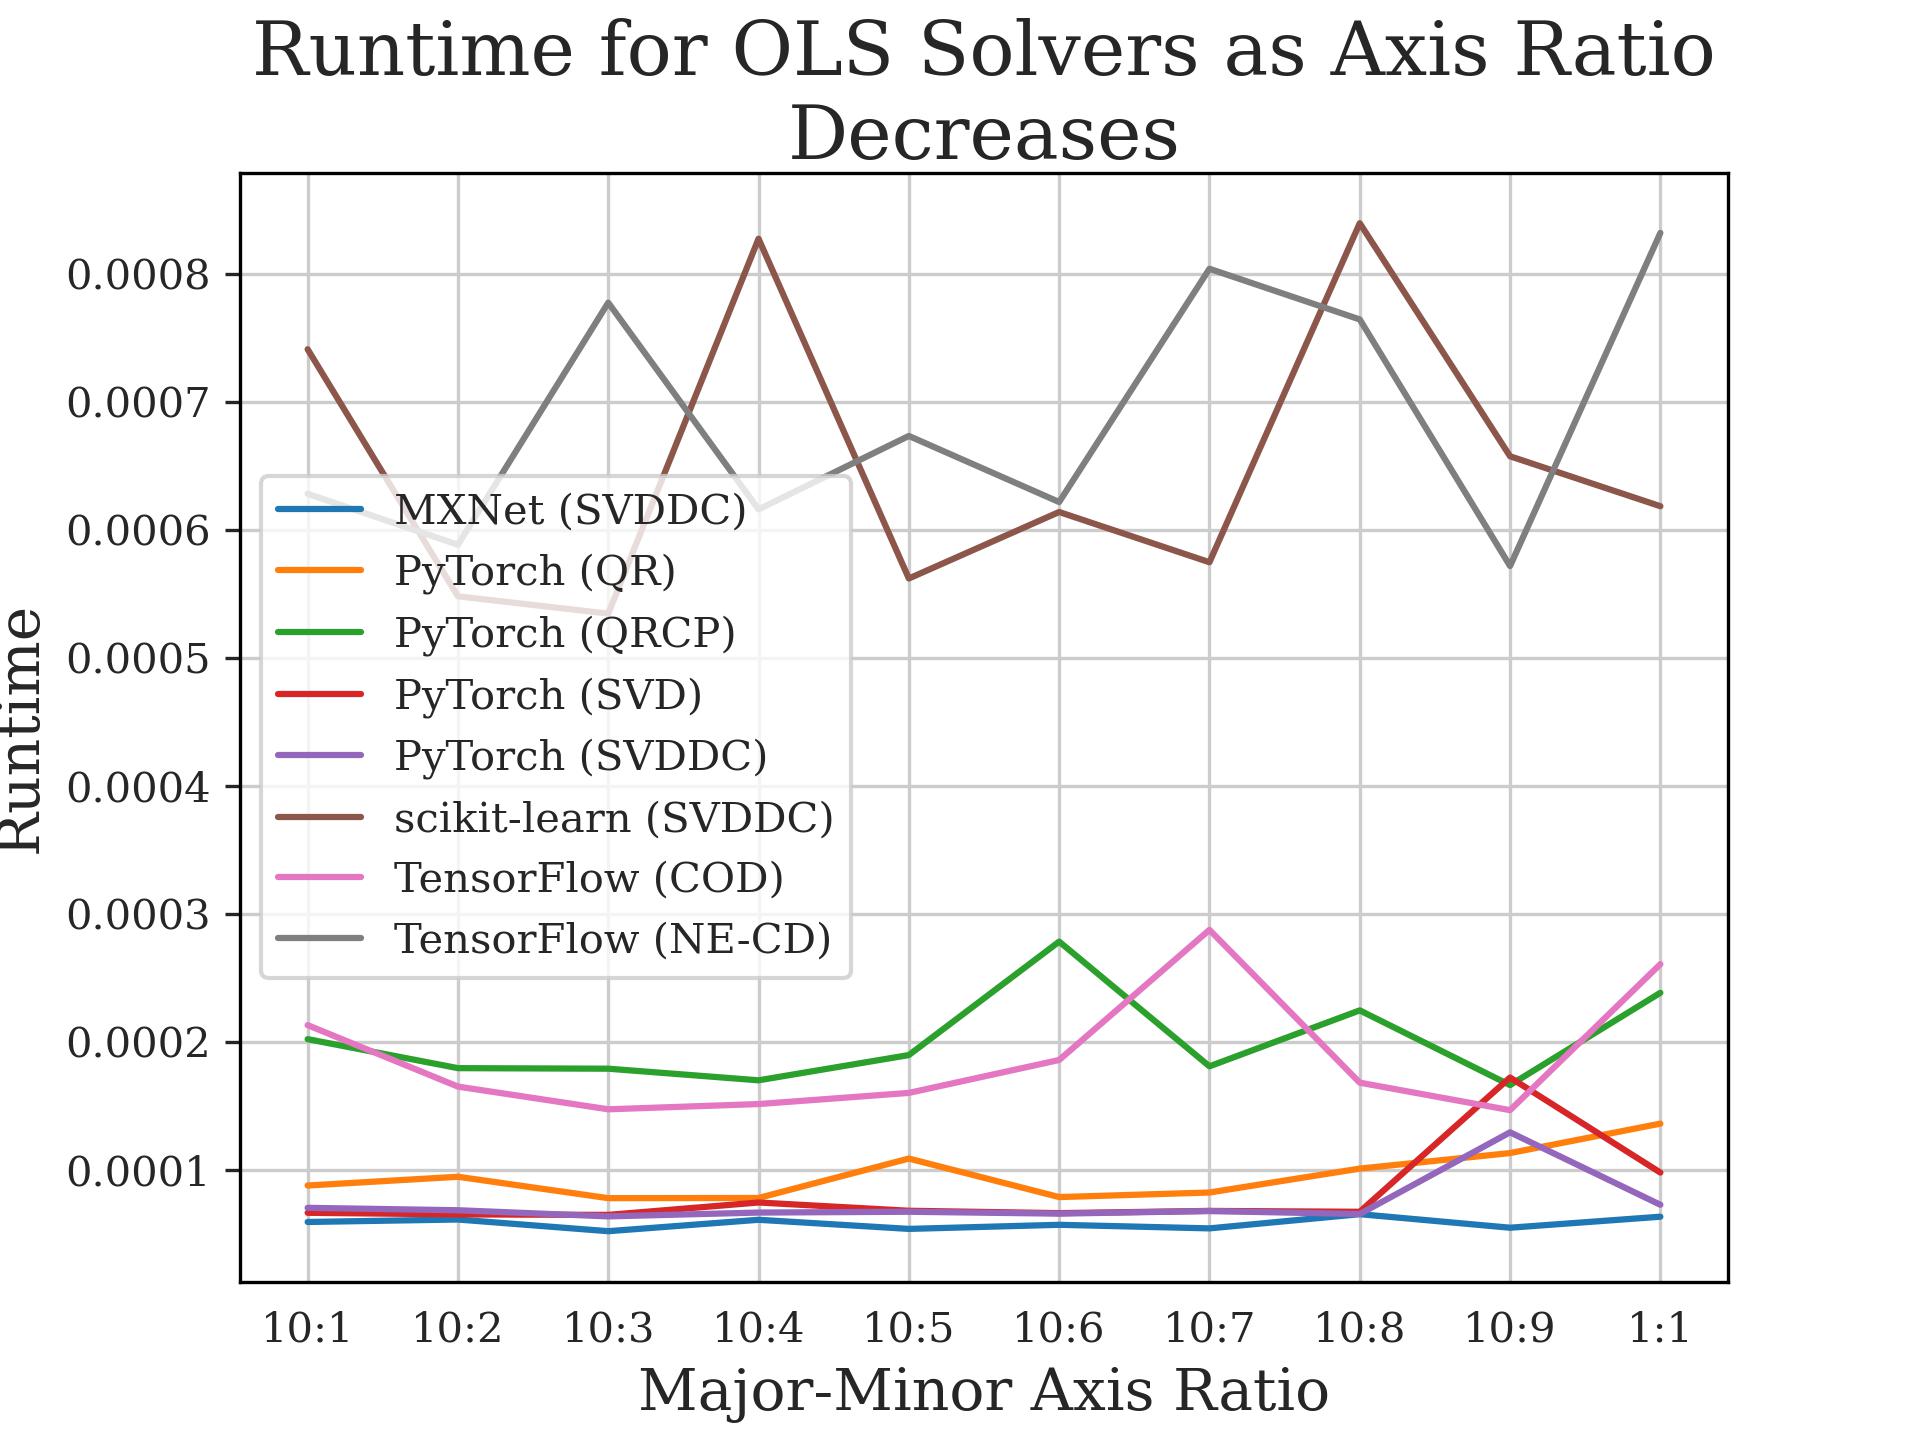 Runtime for OLS Solvers as Axis Ratio
Decreases
Runtime
0.0008
0.0007
0.0006
0.0005
0.0004
0.0003
0.0002
0.0001
MXNet (SVDDC)
PyTorch (QR)
PyTorch (QRCP)
PyTorch (SVD)
PyTorch (SVDDC)
scikit-learn (SVDDC)
TensorFlow (COD)
TensorFlow (NE-CD)
10:1 10:2 10:3 10:4 10:5 10:6 10:7 10:8 10:9 1:1
Major-Minor Axis Ratio